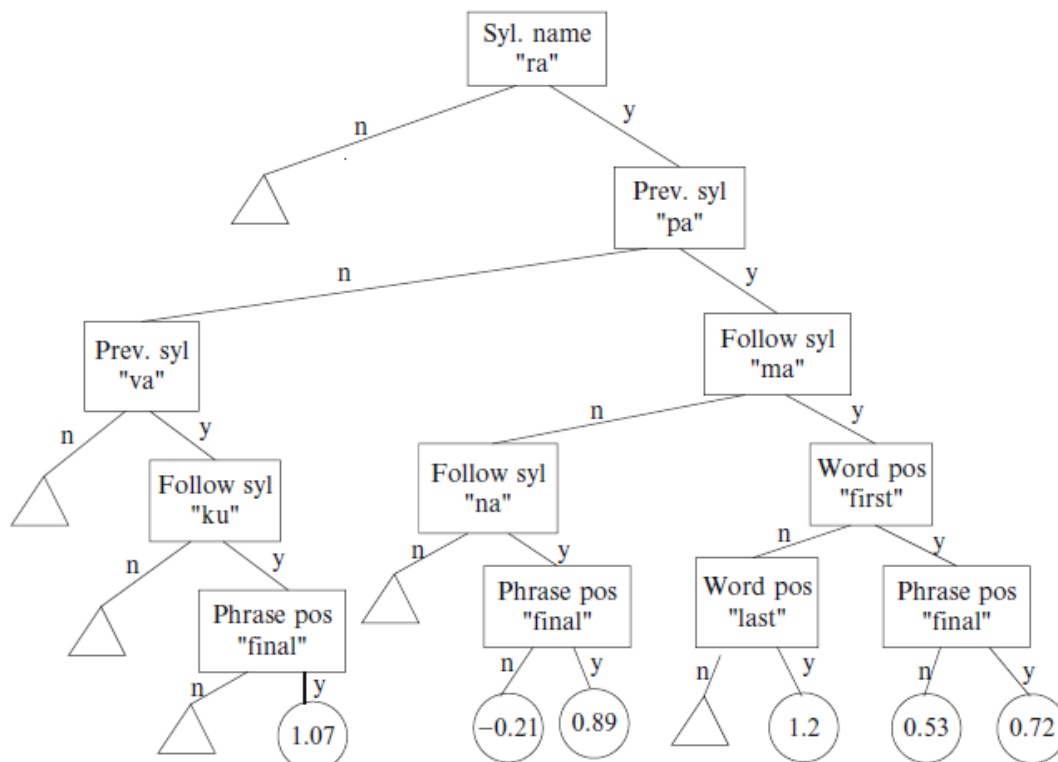 Syl. name
"ra"
n
y
Prev. syl
"pa"
n
y
Prev. syl
"va"
Follow syl
"ma"
n
y
n
y
Follow syl
"ku"
Follow syl
"na"
Word pos
"first"
n
y
n
y
n
y
Phrase pos
"final"
Phrase pos
"final"
Word pos
"last"
Phrase pos
"final"
n
y
n
y
n
y
n
y
1.07
−0.21
0.89
1.2
0.53
0.72